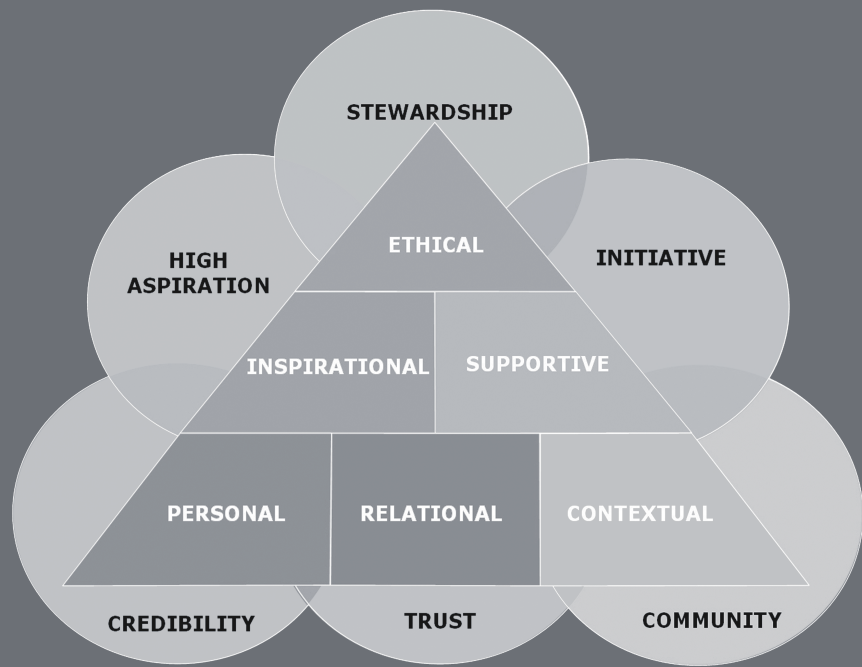 STEWARDSHIP
ETHICAL
HIGH
ASPIRATION
INITIATIVE
INSPIRATIONAL
SUPPORTIVE
PERSONAL
RELATIONAL
CONTEXTUAL
CREDIBILITY
TRUST
COMMUNITY